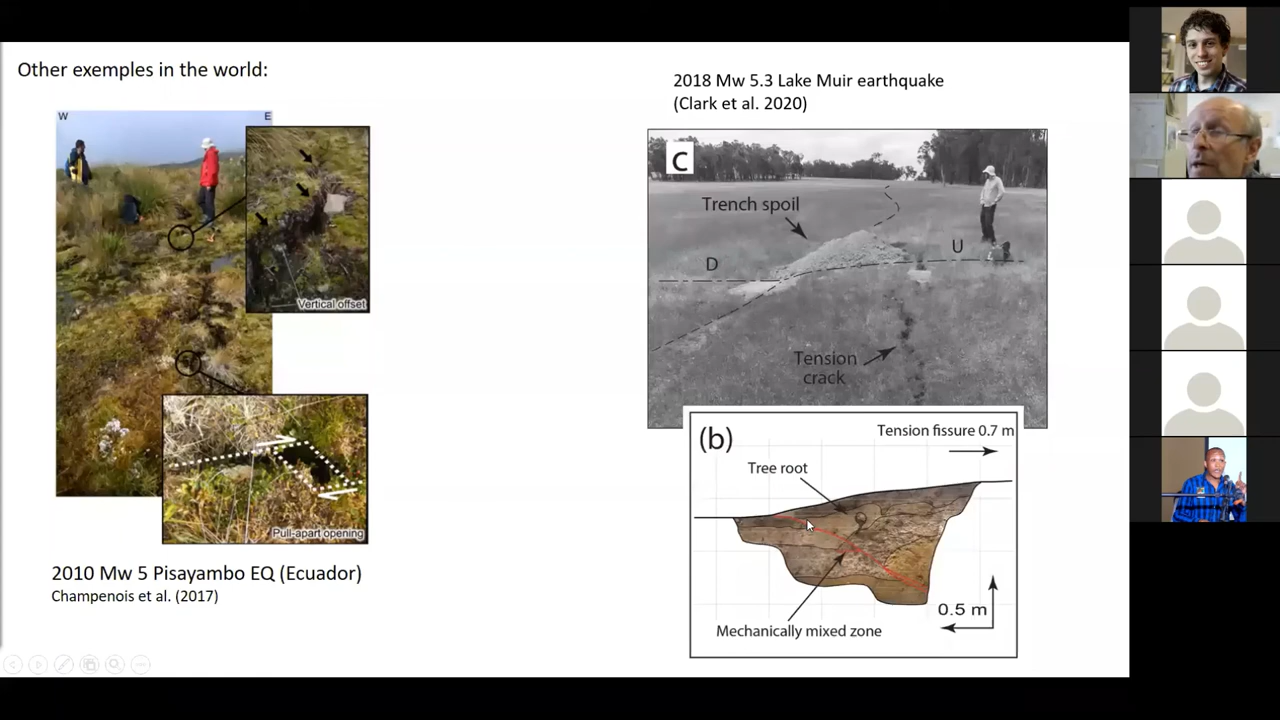 Other exemples in the world:
W
E
Vertical offset
Pull-apart opening
2010 Mw 5 Pisayambo EQ (Ecuador)
Champenois et al. (2017)
2018 Mw 5.3 Lake Muir earthquake
(Clark et al. 2020)
c
Trench spoil
D
U
Tension
crack
(b)
Tension fissure 0.7 m
Tree root
0.5 m
Mechanically mixed zone